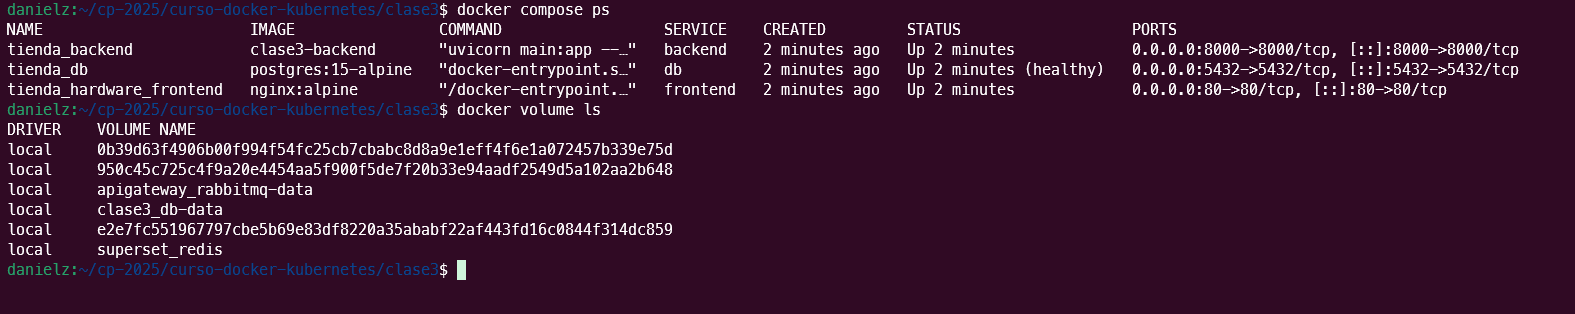 danielz:~/cp-2025/curso-docker-kubernetes/clase3$ docker compose ps
NAME IMAGE COMMAND SERVICE CREATED STATUS PORTS
tienda_backend clase3-backend "uvicorn main:app --…" backend 2 minutes ago Up 2 minutes 0.0.0.0:8000->8000/tcp, [::]:8000->8000/tcp
tienda_db postgres:15-alpine "docker-entrypoint.s…" db 2 minutes ago Up 2 minutes (healthy) 0.0.0.0:5432->5432/tcp, [::]:5432->5432/tcp
tienda_hardware_frontend nginx:alpine "/docker-entrypoint.…" frontend 2 minutes ago Up 2 minutes 0.0.0.0:80->80/tcp, [::]:80->80/tcp
danielz:~/cp-2025/curso-docker-kubernetes/clase3$ docker volume ls
DRIVER VOLUME NAME
local 0b39d63f4906b00f994f54fc25cb7cbabc8d8a9e1eff4f6e1a072457b339e75d
local 950c45c725c4f9a20e4454aa5f900f5de7f20b33e94aadf2549d5a102aa2b648
local apigateway_rabbitmq-data
local clase3_db-data
local e2e7fc551967797cbe5b69e83df8220a35ababf22af443fd16c0844f314dc859
local superset_redis
danielz:~/cp-2025/curso-docker-kubernetes/clase3$